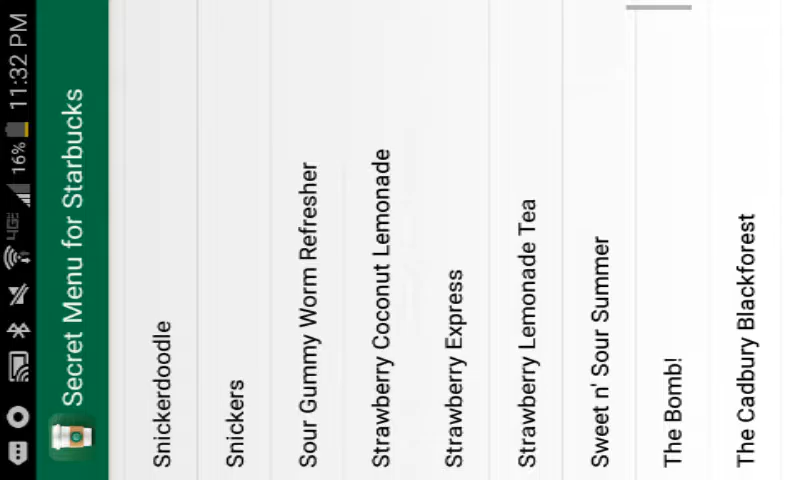 16% 11:32 PM
Secret Menu for Starbucks
Snickerdoodle
Snickers
Sour Gummy Worm Refresher
Strawberry Coconut Lemonade
Strawberry Express
Strawberry Lemonade Tea
Sweet n' Sour Summer
The Bomb!
The Cadbury Blackforest